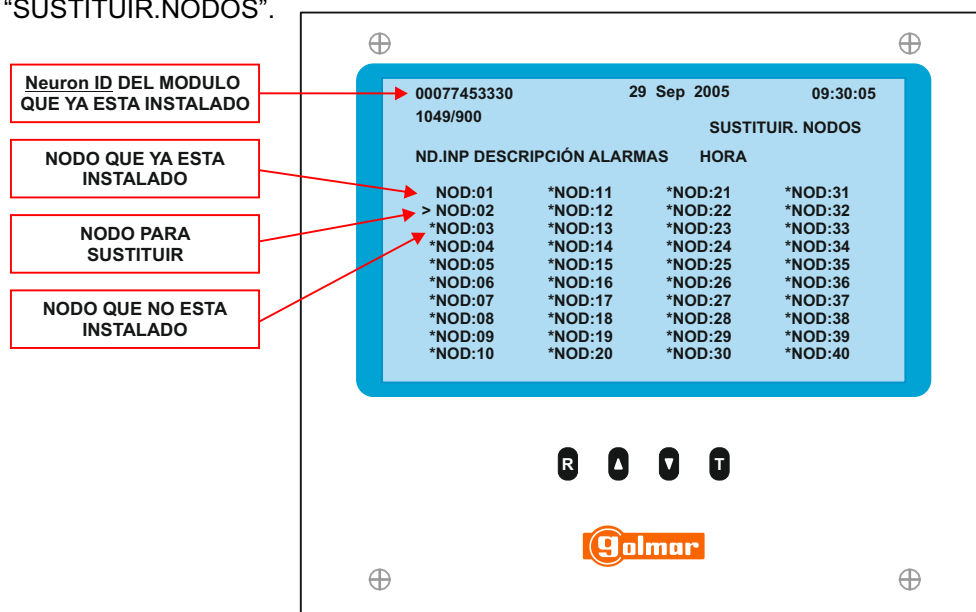 “SUSTITUIR.NODOS”.
Neuron ID DEL MODULO
QUE YA ESTA INSTALADO
NODO QUE YA ESTA
INSTALADO
NODO PARA
SUSTITUIR
NODO QUE NO ESTA
INSTALADO
00077453330 29 Sep 2005 09:30:05
1049/900
SUSTITUIR. NODOS
ND.INP DESCRIPCIÓN ALARMAS HORA
NOD:01 *NOD:11 *NOD:21 *NOD:31
> NOD:02 *NOD:12 *NOD:22 *NOD:32
*NOD:03 *NOD:13 *NOD:23 *NOD:33
*NOD:04 *NOD:14 *NOD:24 *NOD:34
*NOD:05 *NOD:15 *NOD:25 *NOD:35
*NOD:06 *NOD:16 *NOD:26 *NOD:36
*NOD:07 *NOD:17 *NOD:27 *NOD:37
*NOD:08 *NOD:18 *NOD:28 *NOD:38
*NOD:09 *NOD:19 *NOD:29 *NOD:39
*NOD:10 *NOD:20 *NOD:30 *NOD:40
R T
golmar